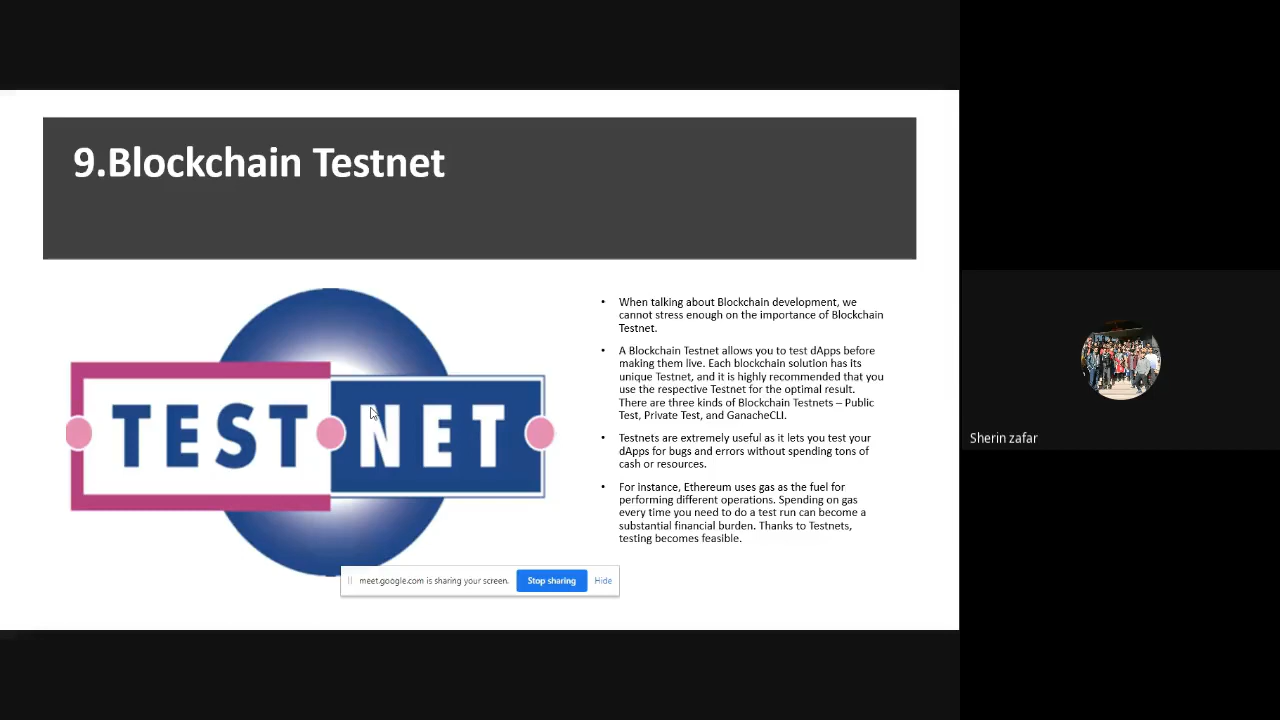 9.Blockchain Testnet
TEST NET
• When talking about Blockchain development, we
cannot stress enough on the importance of Blockchain
Testnet.
• A Blockchain Testnet allows you to test dApps before
making them live. Each blockchain solution has its
unique Testnet, and it is highly recommended that you
use the respective Testnet for the optimal result.
There are three kinds of Blockchain Testnets – Public
Test, Private Test, and GanacheCLI.
• Testnets are extremely useful as it lets you test your
dApps for bugs and errors without spending tons of
cash or resources.
• For instance, Ethereum uses gas as the fuel for
performing different operations. Spending on gas
every time you need to do a test run can become a
substantial financial burden. Thanks to Testnets,
testing becomes feasible.
meet.google.com is sharing your screen. Stop sharing Hide
Sherin zafar